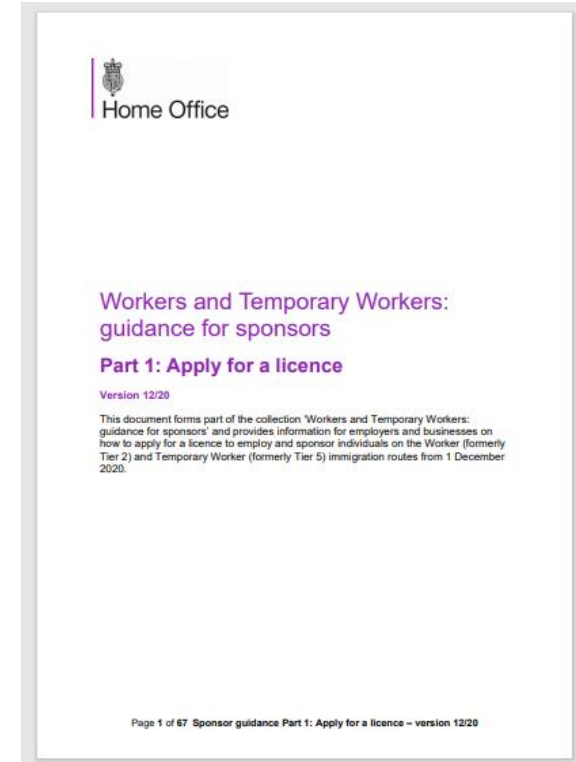 Home Office
Workers and Temporary Workers:
guidance for sponsors
Part 1: Apply for a licence
Version 12/20
This document forms part of the collection 'Workers and Temporary Workers:
guidance for sponsors' and provides information for employers and businesses on
how to apply for a licence to employ and sponsor individuals on the Worker (formerly
Tier 2) and Temporary Worker (formerly Tier 5) immigration routes from 1 December
2020.
Page 1 of 67 Sponsor guidance Part 1: Apply for a licence – version 12/20